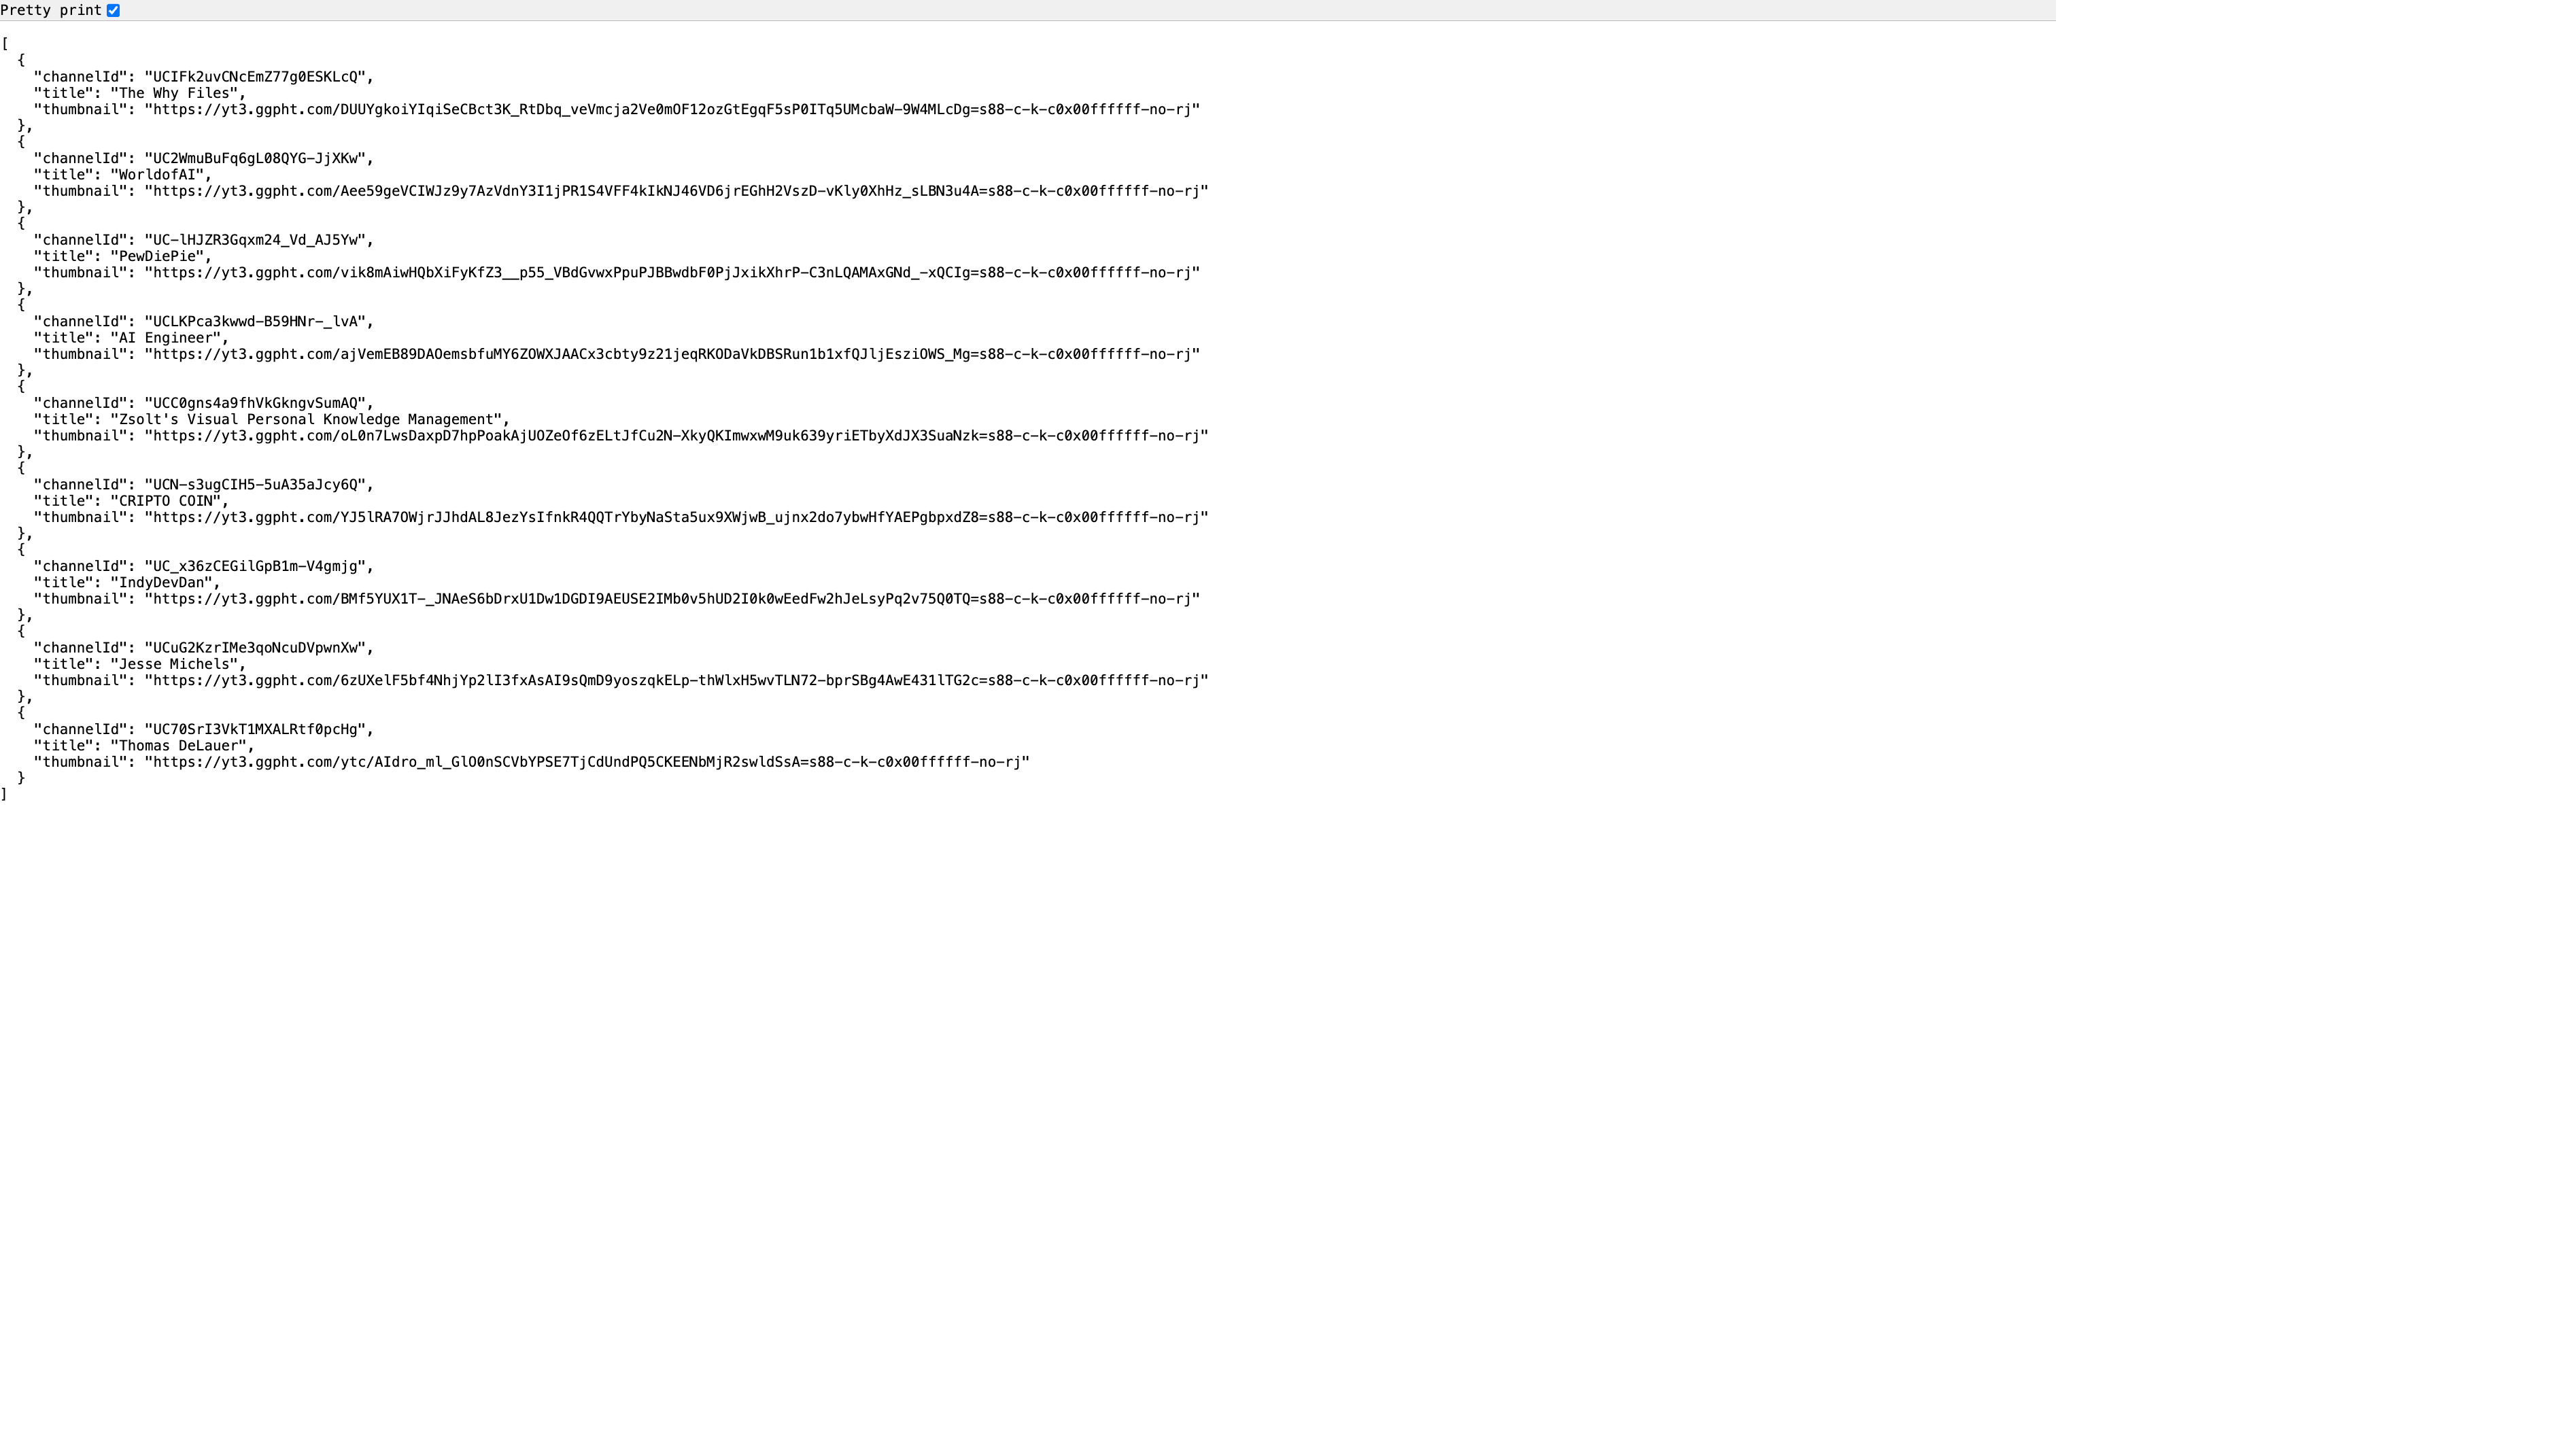 Pretty print
[
  {
    "channelId": "UCIFk2uvCNcEmZ77g0ESKLcQ",
    "title": "The Why Files",
    "thumbnail": "https://yt3.ggpht.com/DUUYgkoiYIqiSeCBct3K_RtDbq_veVmcja2Ve0mOF12ozGtEgqF5sP0ITq5UMcbaW-9W4MLcDg=s88-c-k-c0x00ffffff-no-rj"
  },
  {
    "channelId": "UC2WmuBuFq6gL08QYG-JjXKw",
    "title": "WorldofAI",
    "thumbnail": "https://yt3.ggpht.com/Aee59geVCIWJz9y7AzVdnY3I1jPR1S4VFF4kIkNJ46VD6jrEGhH2VszD-vKly0XhHz_sLBN3u4A=s88-c-k-c0x00ffffff-no-rj"
  },
  {
    "channelId": "UC-lHJZR3Gqxm24_Vd_AJ5Yw",
    "title": "PewDiePie",
    "thumbnail": "https://yt3.ggpht.com/vik8mAiwHQbXiFyKfZ3__p55_VBdGvwxPpuPJBBwdbF0PjJxikXhrP-C3nLQAMAxGNd_-xQCIg=s88-c-k-c0x00ffffff-no-rj"
  },
  {
    "channelId": "UCLKPca3kwwd-B59HNr-_lvA",
    "title": "AI Engineer",
    "thumbnail": "https://yt3.ggpht.com/ajVemEB89DAOemsbfuMY6ZOWXJAACx3cbty9z21jeqRKODaVkDBSRun1b1xfQJljEsziOWS_Mg=s88-c-k-c0x00ffffff-no-rj"
  },
  {
    "channelId": "UCC0gns4a9fhVkGkngvSumAQ",
    "title": "Zsolt's Visual Personal Knowledge Management",
    "thumbnail": "https://yt3.ggpht.com/oL0n7LwsDaxpD7hpPoakAjUOZeOf6zELtJfCu2N-XkyQKImwxwM9uk639yriETbyXdJX3SuaNzk=s88-c-k-c0x00ffffff-no-rj"
  },
  {
    "channelId": "UCN-s3ugCIH5-5uA35aJcy6Q",
    "title": "CRIPTO COIN",
    "thumbnail": "https://yt3.ggpht.com/YJ5lRA7OWjrJJhdAL8JezYsIfnkR4QQTrYbyNaSta5ux9XWjwB_ujnx2do7ybwHfYAEPgbpxdZ8=s88-c-k-c0x00ffffff-no-rj"
  },
  {
    "channelId": "UC_x36zCEGilGpB1m-V4gmjg",
    "title": "IndyDevDan",
    "thumbnail": "https://yt3.ggpht.com/BMf5YUX1T-_JNAeS6bDrxU1Dw1DGDI9AEUSE2IMb0v5hUD2I0k0wEedFw2hJeLsyPq2v75Q0TQ=s88-c-k-c0x00ffffff-no-rj"
  },
  {
    "channelId": "UCuG2KzrIMe3qoNcuDVpwnXw",
    "title": "Jesse Michels",
    "thumbnail": "https://yt3.ggpht.com/6zUXelF5bf4NhjYp2lI3fxAsAI9sQmD9yoszqkELp-thWlxH5wvTLN72-bprSBg4AwE431lTG2c=s88-c-k-c0x00ffffff-no-rj"
  },
  {
    "channelId": "UC70SrI3VkT1MXALRtf0pcHg",
    "title": "Thomas DeLauer",
    "thumbnail": "https://yt3.ggpht.com/ytc/AIdro_ml_GlO0nSCVbYPSE7TjCdUndPQ5CKEENbMjR2swldSsA=s88-c-k-c0x00ffffff-no-rj"
  }
]